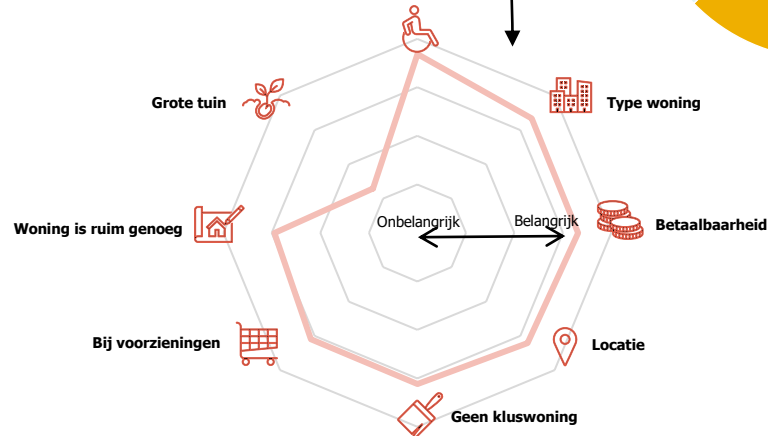 Grote tuin
Type woning
Woning is ruim genoeg
Onbelangrijk
Belangrijk
Betaalbaarheid
Bij voorzieningen
Locatie
Geen kluswoning